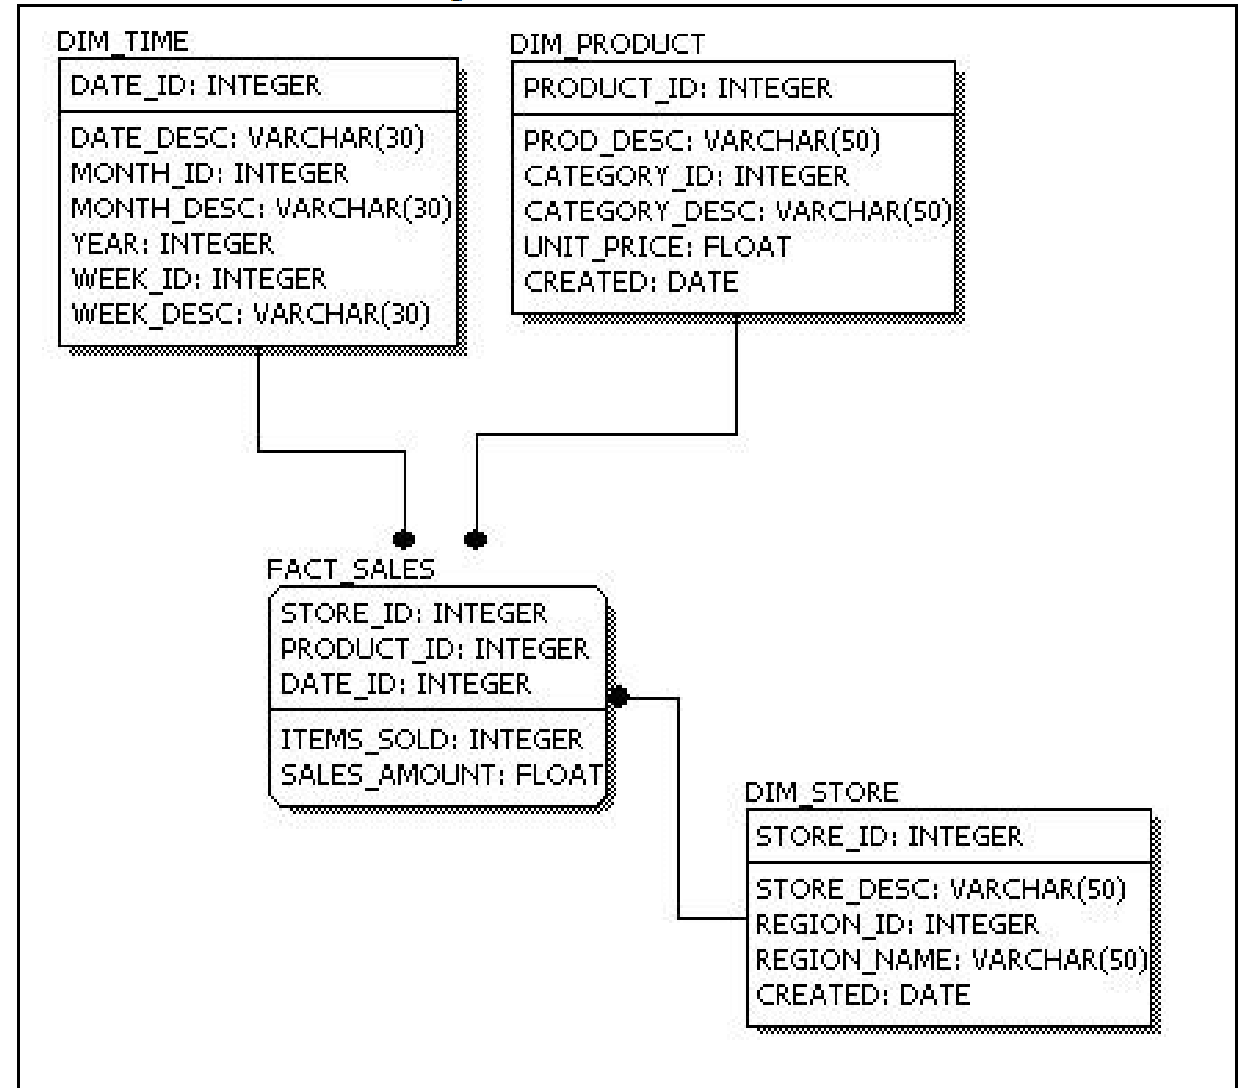 DIM_TIME
DATE_ID: INTEGER
DATE_DESC: VARCHAR(30)
MONTH_ID: INTEGER
MONTH_DESC: VARCHAR(30)
YEAR: INTEGER
WEEK_ID: INTEGER
WEEK_DESC: VARCHAR(30)
DIM_PRODUCT
PRODUCT_ID: INTEGER
PROD_DESC: VARCHAR(50)
CATEGORY_ID: INTEGER
CATEGORY_DESC: VARCHAR(50)
UNIT_PRICE: FLOAT
CREATED: DATE
FACT_SALES
STORE_ID: INTEGER
PRODUCT_ID: INTEGER
DATE_ID: INTEGER
ITEMS_SOLD: INTEGER
SALES_AMOUNT: FLOAT
DIM_STORE
STORE_ID: INTEGER
STORE_DESC: VARCHAR(50)
REGION_ID: INTEGER
REGION_NAME: VARCHAR(50)
CREATED: DATE